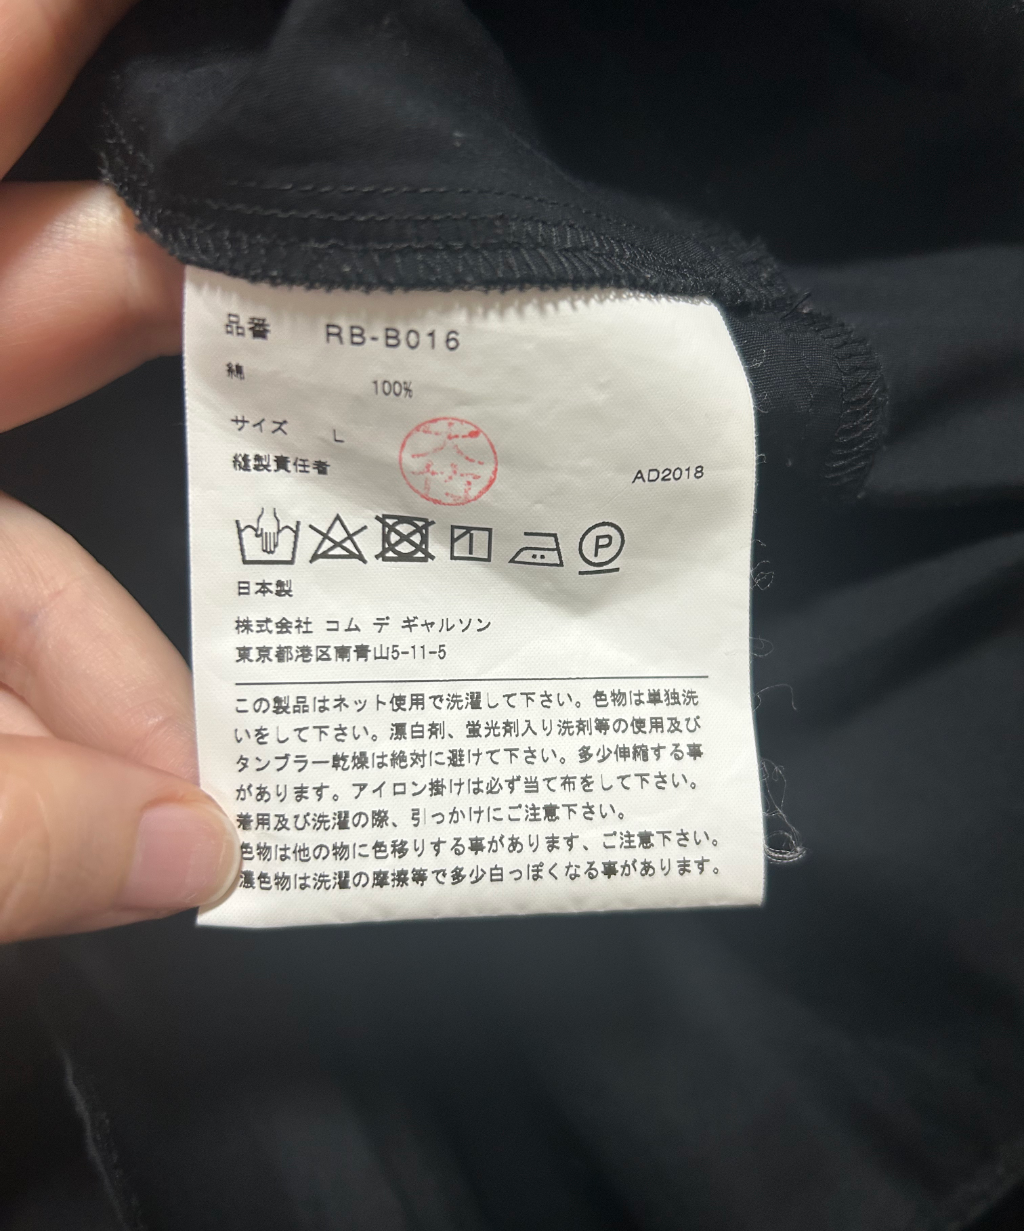 品番 RB-B016
綿 100%
サイズ L
縫製責任者
AD2018
P
日本製
株式会社 コム デ ギャルソン
東京都港区南青山5-11-5
この製品はネット使用で洗濯して下さい。色物は単独洗
いをして下さい。漂白剤、蛍光剤入り洗剤等の使用及び
タンブラー乾燥は絶対に避けて下さい。多少伸縮する事
があります。アイロン掛けは必ず当て布をして下さい。
着用及び洗濯の際、引っかけにご注意下さい。
色物は他の物に色移りする事があります、ご注意下さい。
濃色物は洗濯の摩擦等で多少白っぽくなる事があります。